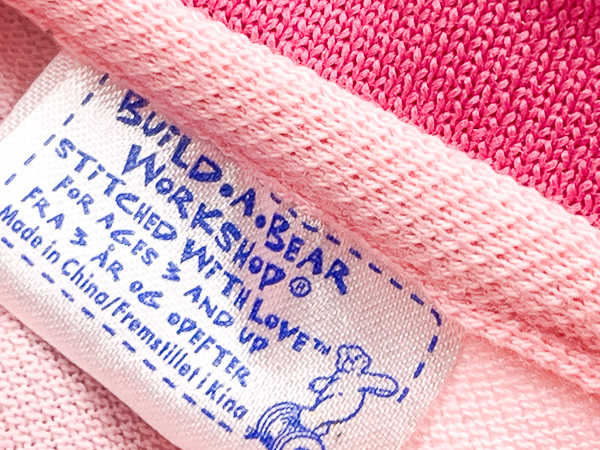 BUILD•A•BEAR
WORKSHOP®
STITCHED WITH LOVE™
FOR AGES 3 AND UP
FRA 3 ÅR OG OPEFTER
Made in China/Fremstillet i Kina